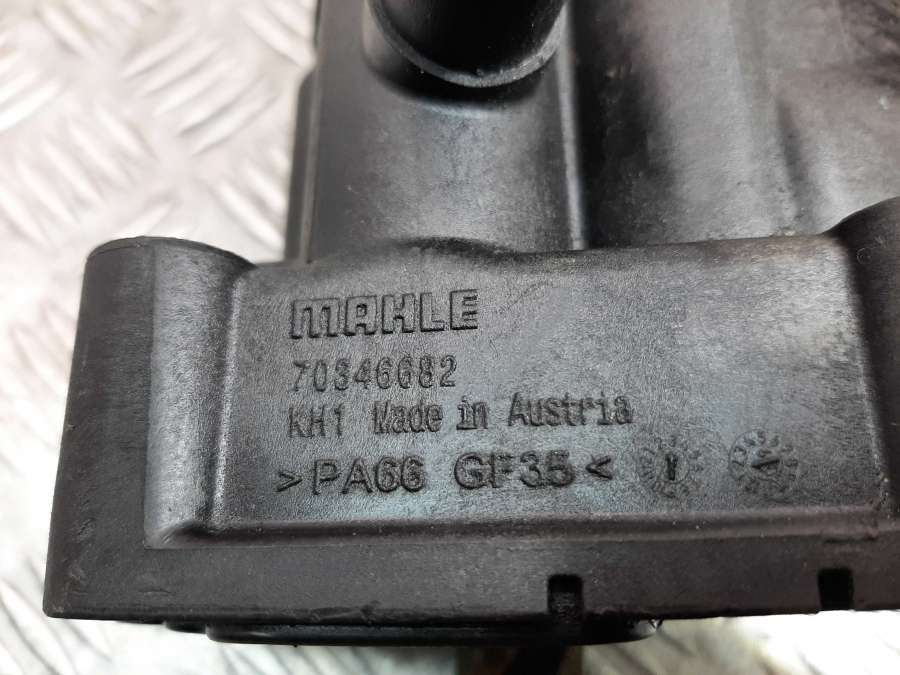 MAHLE
70346682
KH1 Made in Austria
>PA66 GF35<